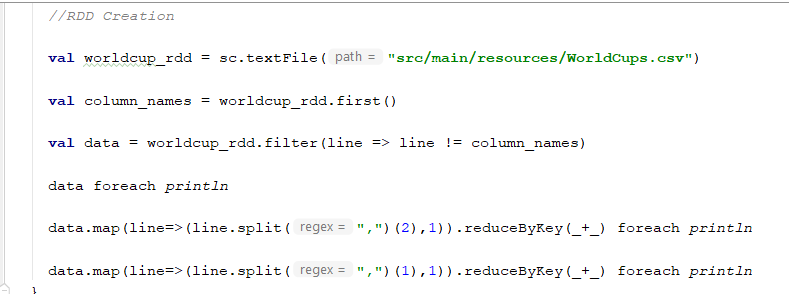 //RDD Creation
val worldcup_rdd = sc.textFile( path = "src/main/resources/WorldCups.csv")
val column_names = worldcup_rdd.first()
val data = worldcup_rdd.filter(line => line != column_names)
data foreach println
data.map(line=>(line.split( regex = ",")(2),1)).reduceByKey(_+_) foreach println
data.map(line=>(line.split( regex = ",")(1),1)).reduceByKey(_+_) foreach println
}